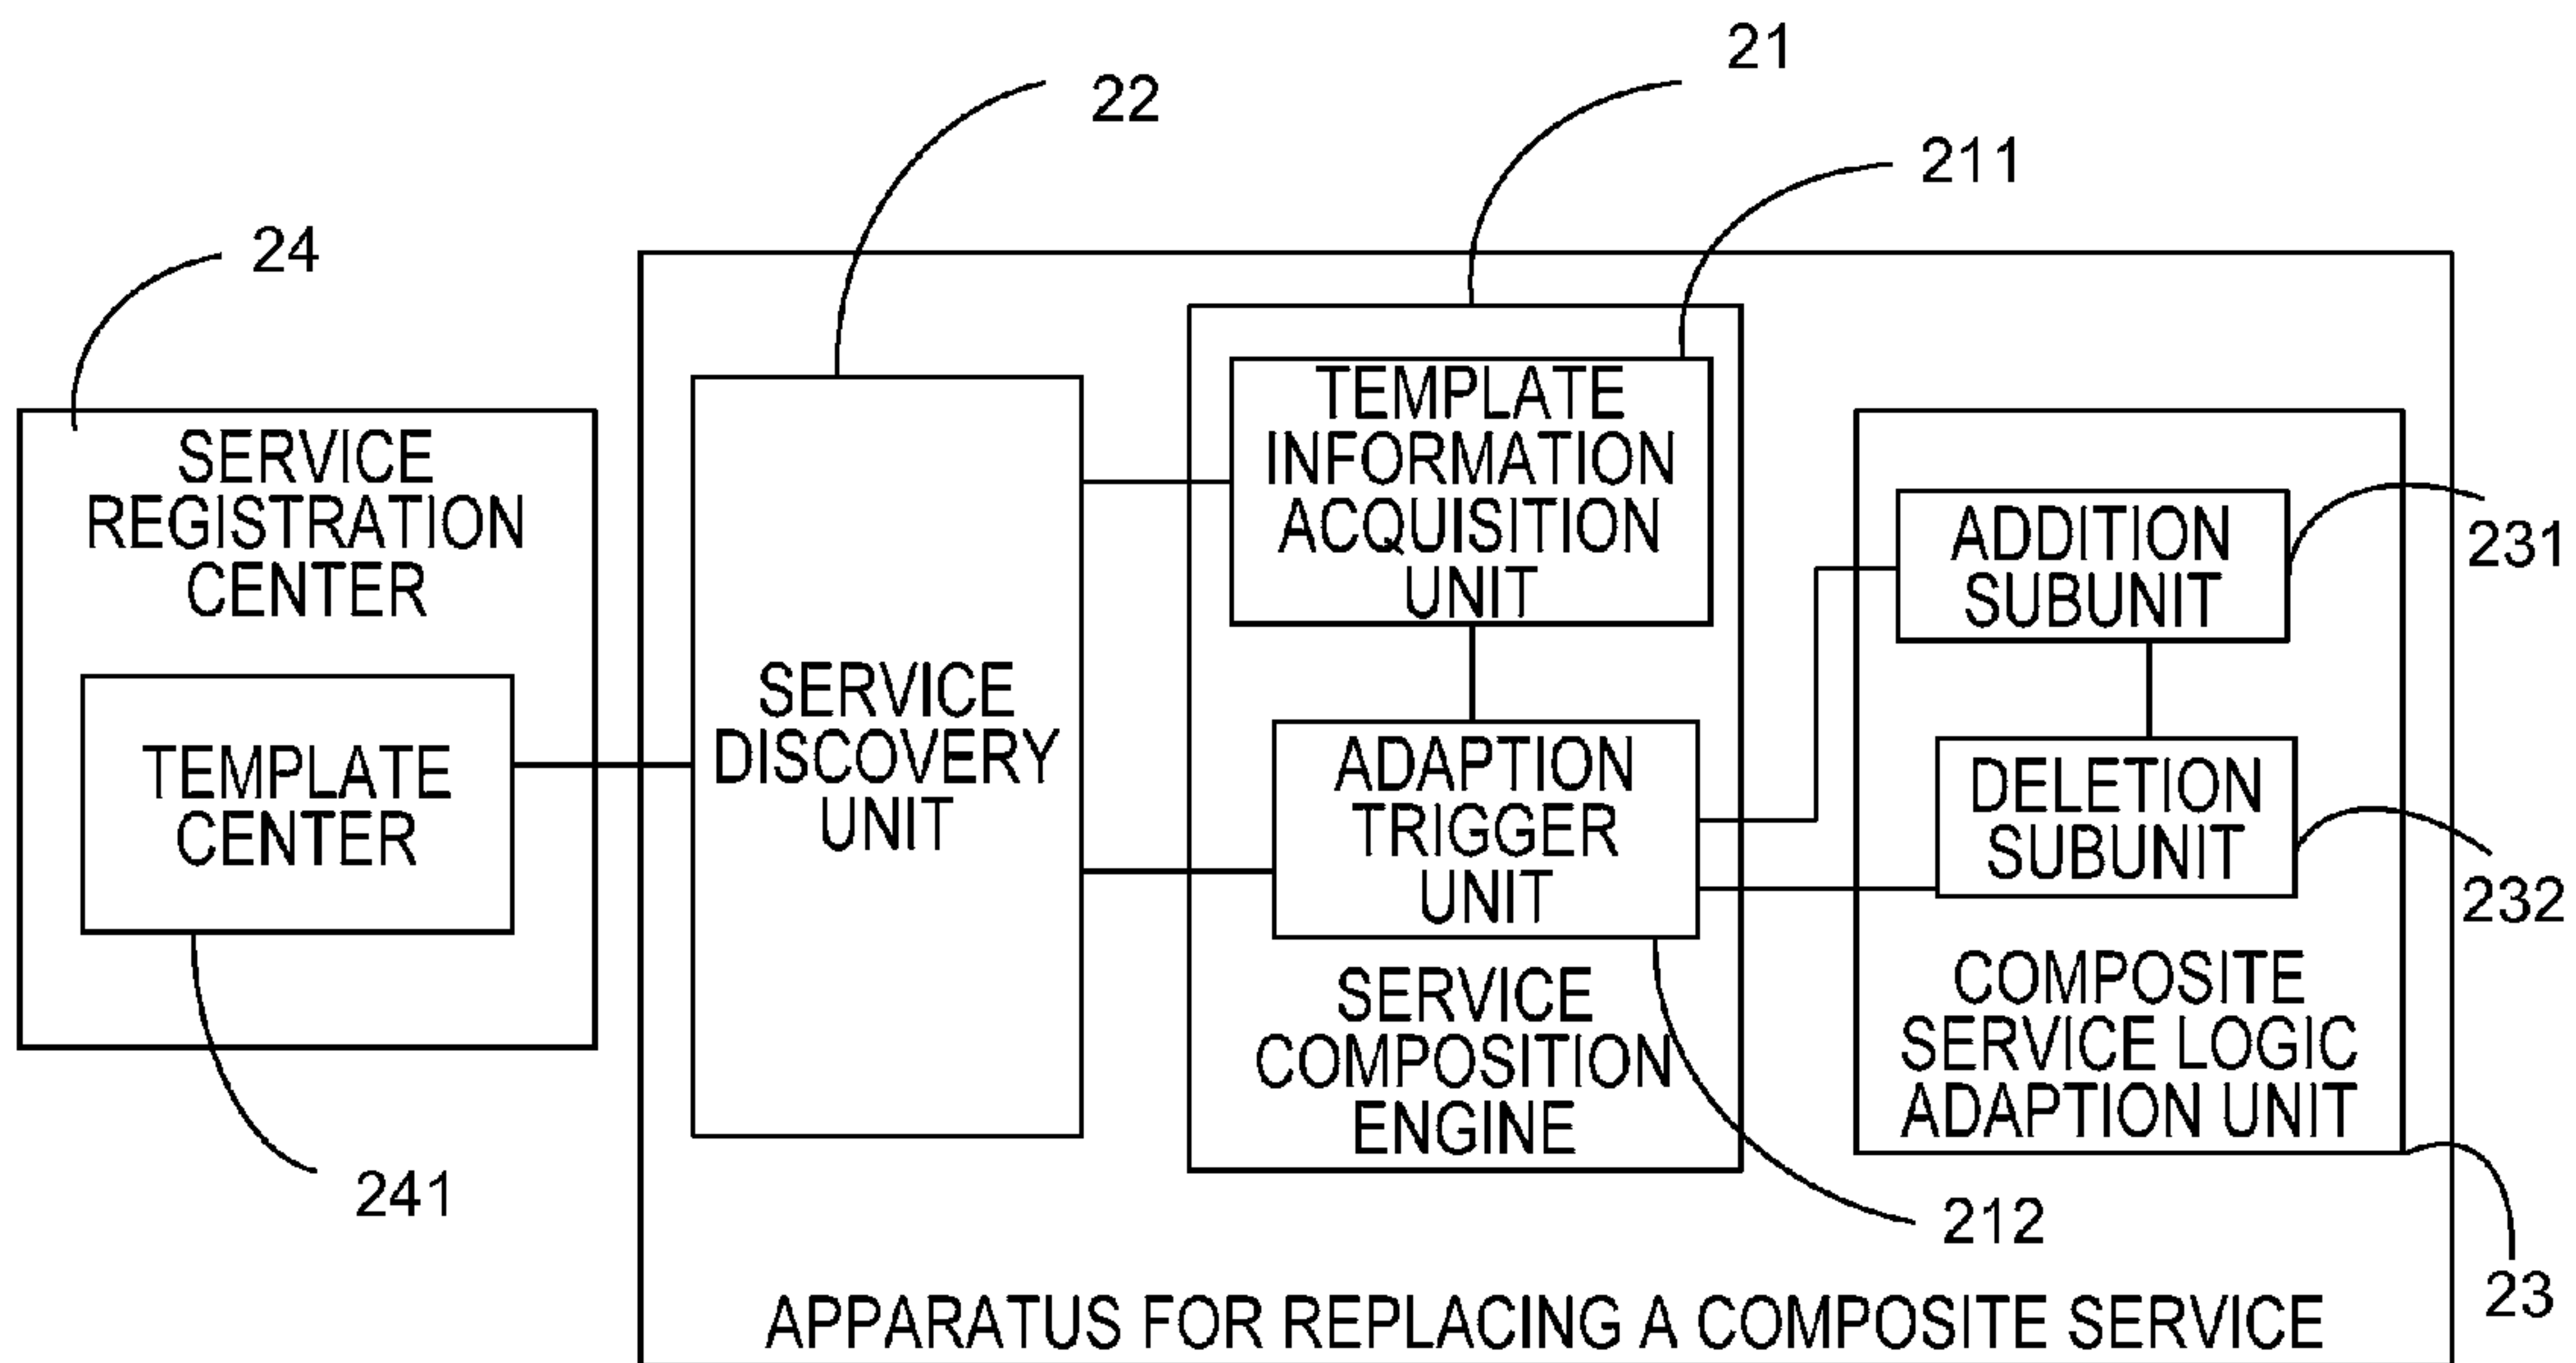 21
22
211
24
SERVICE
REGISTRATION
CENTER
TEMPLATE
CENTER
241
SERVICE
DISCOVERY
UNIT
TEMPLATE
INFORMATION
ACQUISITION
UNIT
ADAPTION
TRIGGER
UNIT
SERVICE
COMPOSITION
ENGINE
212
ADDITION
SUBUNIT
231
DELETION
SUBUNIT
232
COMPOSITE
SERVICE LOGIC
ADAPTION UNIT
23
APPARATUS FOR REPLACING A COMPOSITE SERVICE